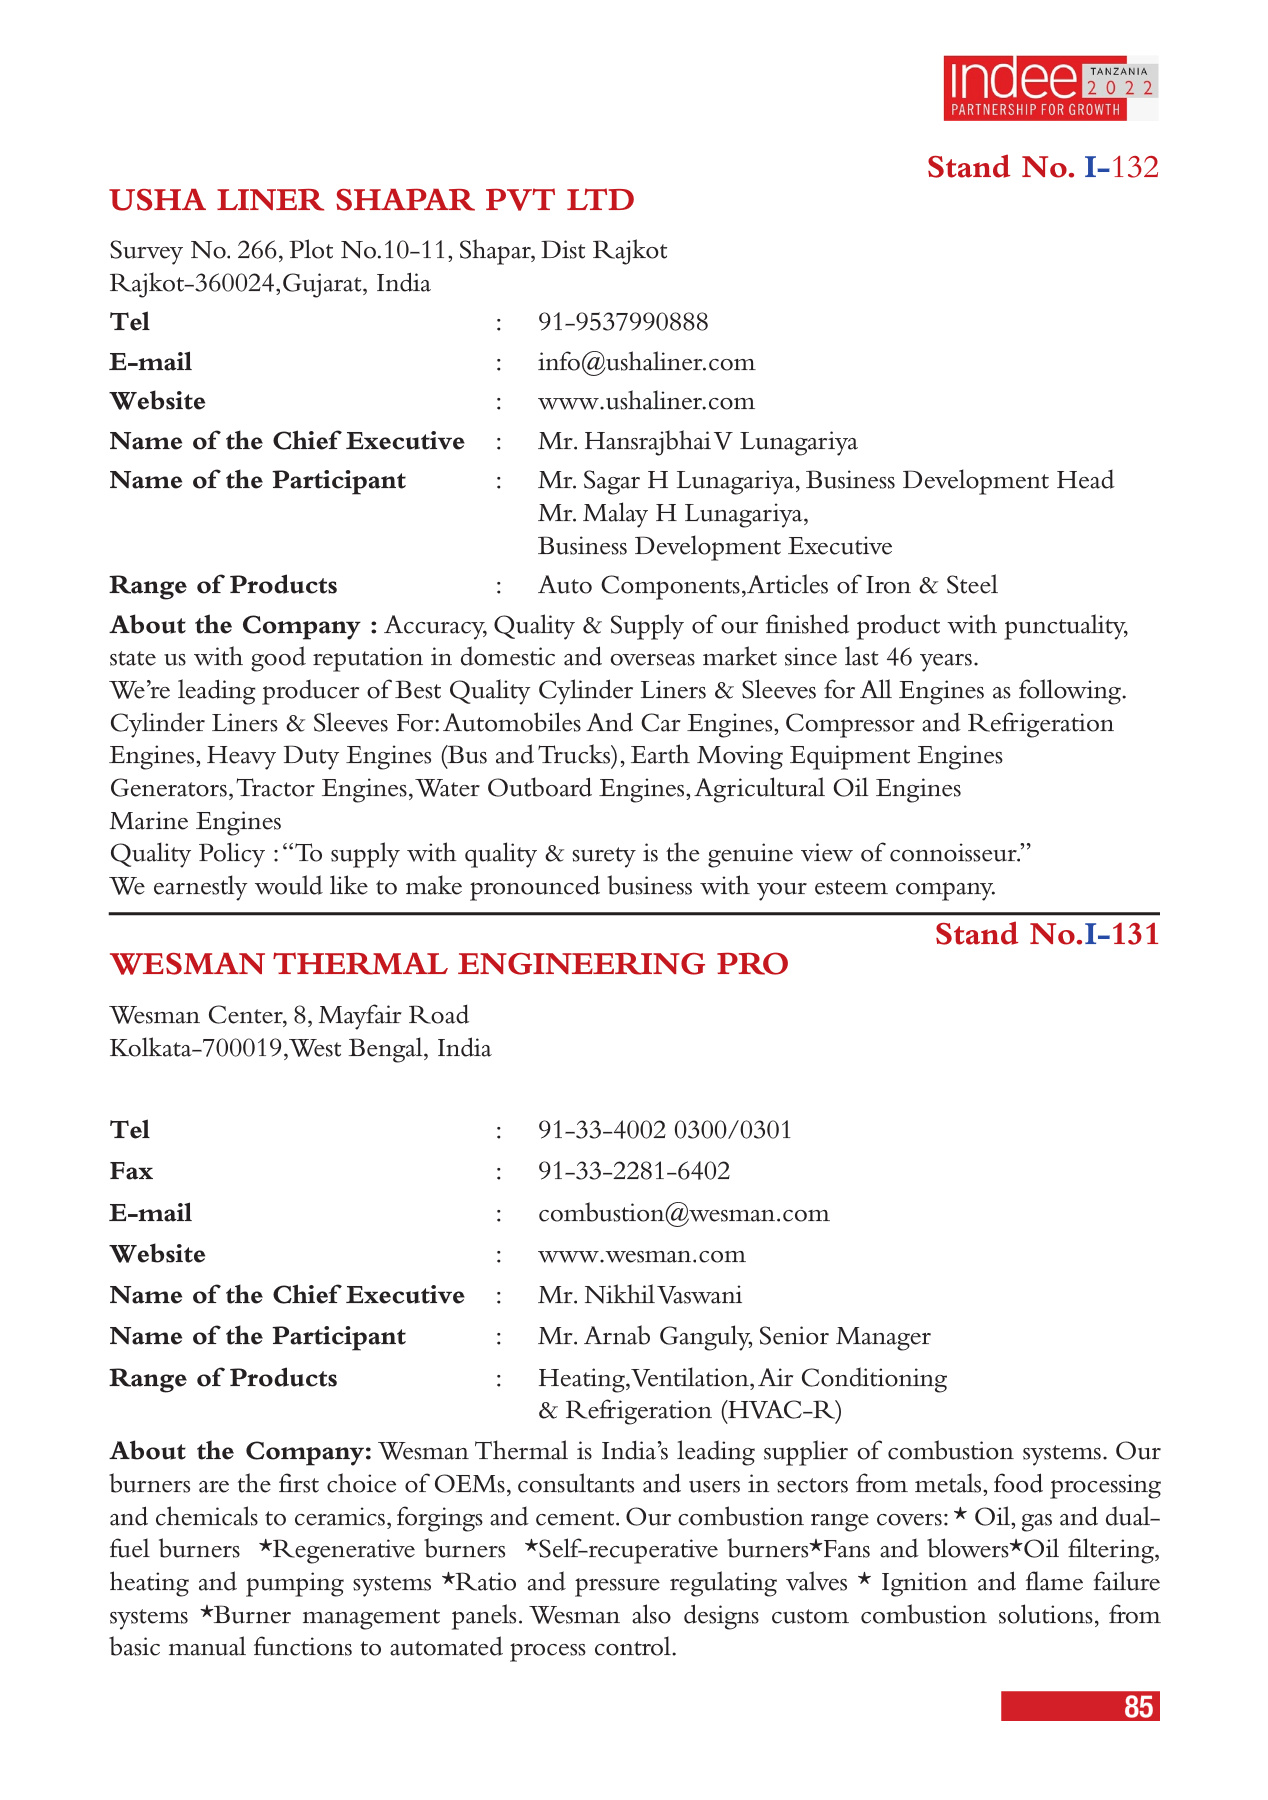 indee TANZANIA
2022
PARTNERSHIP FOR GROWTH
Stand No. I-132
USHA LINER SHAPAR PVT LTD
Survey No. 266, Plot No.10-11, Shapar, Dist Rajkot
Rajkot-360024,Gujarat, India
Tel : 91-9537990888
E-mail : info@ushaliner.com
Website : www.ushaliner.com
Name of the Chief Executive : Mr. Hansrajbhai V Lunagariya
Name of the Participant : Mr. Sagar H Lunagariya, Business Development Head
Mr. Malay H Lunagariya,
Business Development Executive
Range of Products : Auto Components,Articles of Iron & Steel
About the Company : Accuracy, Quality & Supply of our finished product with punctuality,
state us with good reputation in domestic and overseas market since last 46 years.
We're leading producer of Best Quality Cylinder Liners & Sleeves for All Engines as following.
Cylinder Liners & Sleeves For: Automobiles And Car Engines, Compressor and Refrigeration
Engines, Heavy Duty Engines (Bus and Trucks), Earth Moving Equipment Engines
Generators, Tractor Engines, Water Outboard Engines, Agricultural Oil Engines
Marine Engines
Quality Policy : “To supply with quality & surety is the genuine view of connoisseur.”
We earnestly would like to make pronounced business with your esteem company.
Stand No.I-131
WESMAN THERMAL ENGINEERING PRO
Wesman Center, 8, Mayfair Road
Kolkata-700019,West Bengal, India
Tel : 91-33-4002 0300/0301
Fax : 91-33-2281-6402
E-mail : combustion@wesman.com
Website : www.wesman.com
Name of the Chief Executive : Mr. Nikhil Vaswani
Name of the Participant : Mr. Arnab Ganguly, Senior Manager
Range of Products : Heating,Ventilation, Air Conditioning
& Refrigeration (HVAC-R)
About the Company: Wesman Thermal is India's leading supplier of combustion systems. Our
burners are the first choice of OEMs, consultants and users in sectors from metals, food processing
and chemicals to ceramics, forgings and cement. Our combustion range covers: ★ Oil, gas and dual-
fuel burners ★Regenerative burners ★Self-recuperative burners★Fans and blowers★Oil filtering,
heating and pumping systems ★Ratio and pressure regulating valves ★ Ignition and flame failure
systems ★Burner management panels. Wesman also designs custom combustion solutions, from
basic manual functions to automated process control.
85